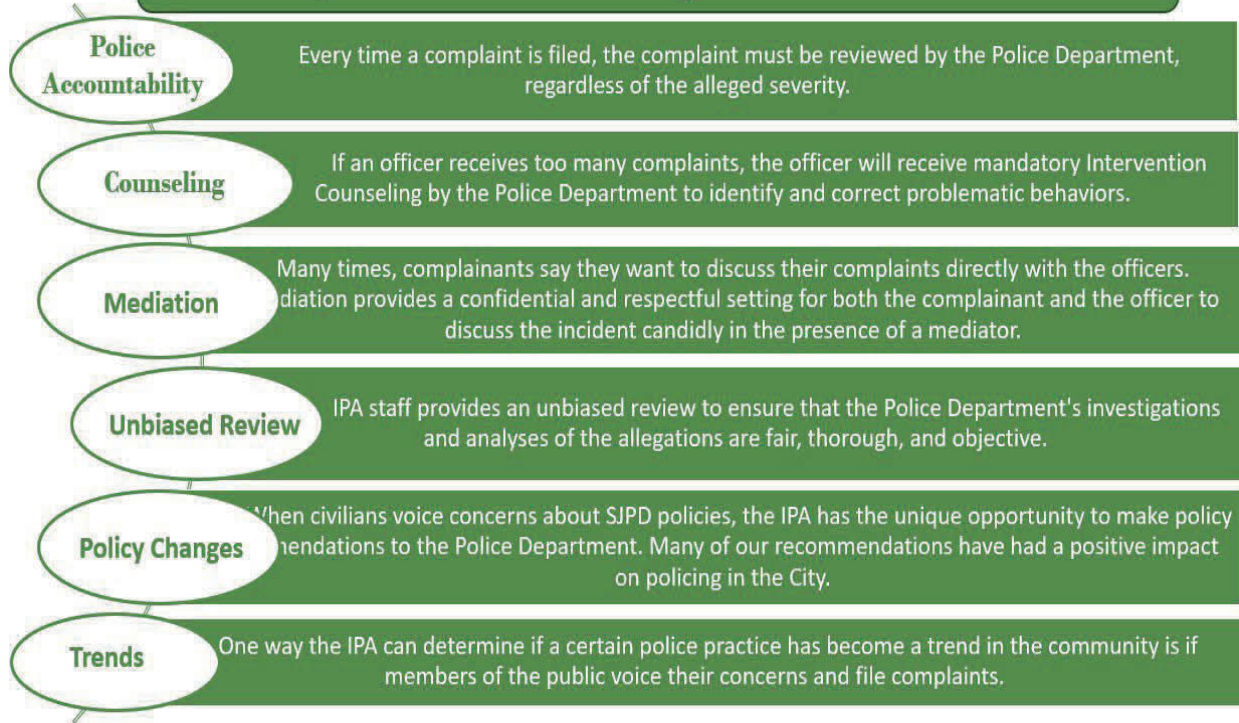 Police
Accountability
Every time a complaint is filed, the complaint must be reviewed by the Police Department,
regardless of the alleged severity.
Counseling
If an officer receives too many complaints, the officer will receive mandatory Intervention
Counseling by the Police Department to identify and correct problematic behaviors.
Mediation
Many times, complainants say they want to discuss their complaints directly with the officers.
diation provides a confidential and respectful setting for both the complainant and the officer to
discuss the incident candidly in the presence of a mediator.
Unbiased Review
IPA staff provides an unbiased review to ensure that the Police Department's investigations
and analyses of the allegations are fair, thorough, and objective.
Policy Changes
When civilians voice concerns about SJPD policies, the IPA has the unique opportunity to make policy
mendations to the Police Department. Many of our recommendations have had a positive impact
on policing in the City.
Trends
One way the IPA can determine if a certain police practice has become a trend in the community is if
members of the public voice their concerns and file complaints.